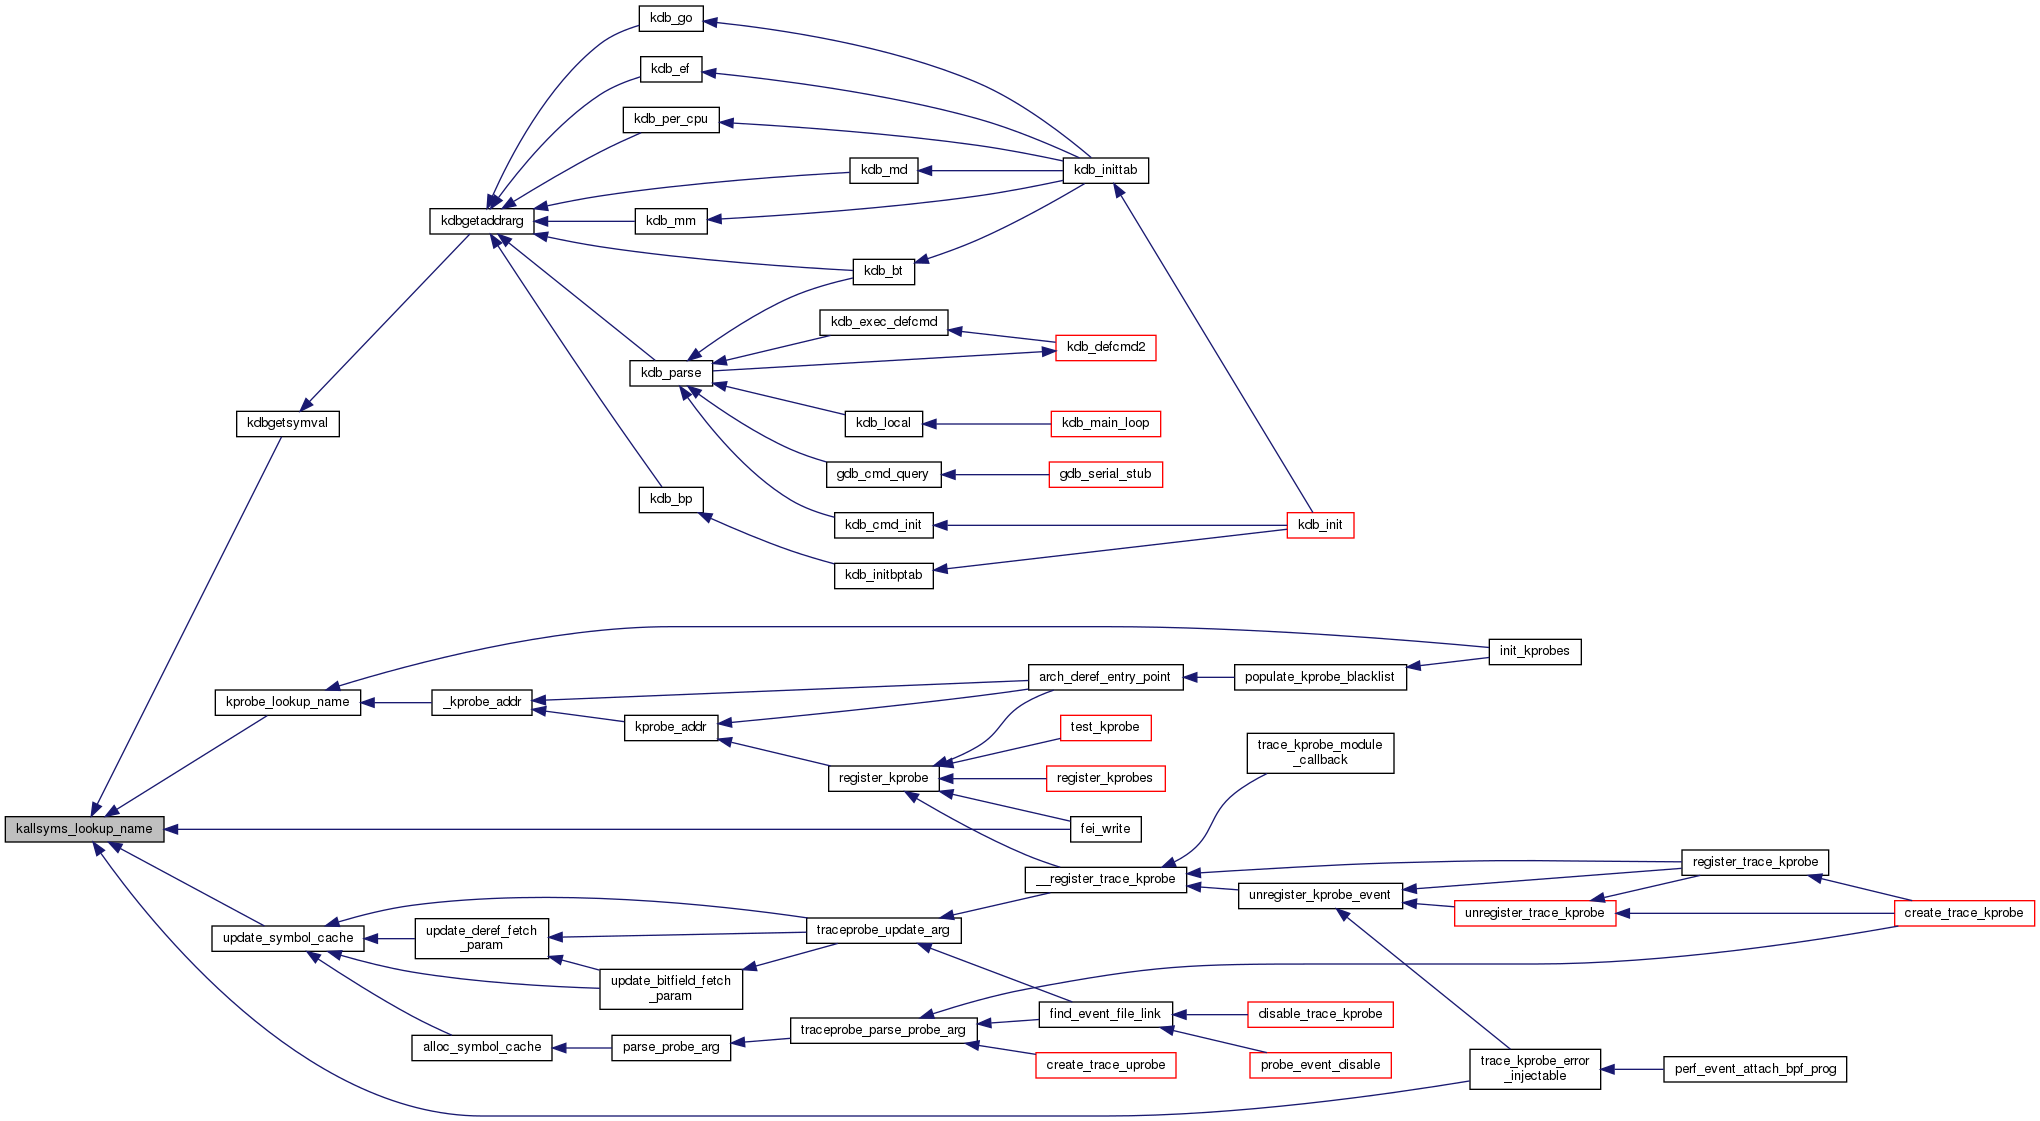 kdb_go
kdb_ef
kdb_per_cpu
kdb_md
kdb_inittab
kdbgetaddrarg
kdb_mm
kdb_bt
kdb_exec_defcmd
kdb_defcmd2
kdb_parse
kdbgetsymval
kdb_local
kdb_main_loop
gdb_cmd_query
gdb_serial_stub
kdb_bp
kdb_cmd_init
kdb_init
kdb_initbptab
init_kprobes
arch_deref_entry_point
populate_kprobe_blacklist
kprobe_lookup_name
_kprobe_addr
kprobe_addr
test_kprobe
trace_kprobe_module
_callback
register_kprobe
register_kprobes
kallsyms_lookup_name
fei_write
register_trace_kprobe
__register_trace_kprobe
unregister_kprobe_event
unregister_trace_kprobe
create_trace_kprobe
update_symbol_cache
update_deref_fetch
_param
traceprobe_update_arg
update_bitfield_fetch
_param
find_event_file_link
disable_trace_kprobe
traceprobe_parse_probe_arg
alloc_symbol_cache
parse_probe_arg
create_trace_uprobe
probe_event_disable
trace_kprobe_error
_injectable
perf_event_attach_bpf_prog